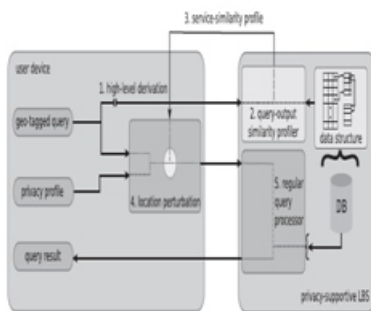 3. service-similarity profile
user device
1. high-level derivation
geo-tagged query
2. query-output
similarity profiler
data structure
privacy profile
4. location perturbation
5. regular
query
processor
DB
query result
privacy-supportive LBS